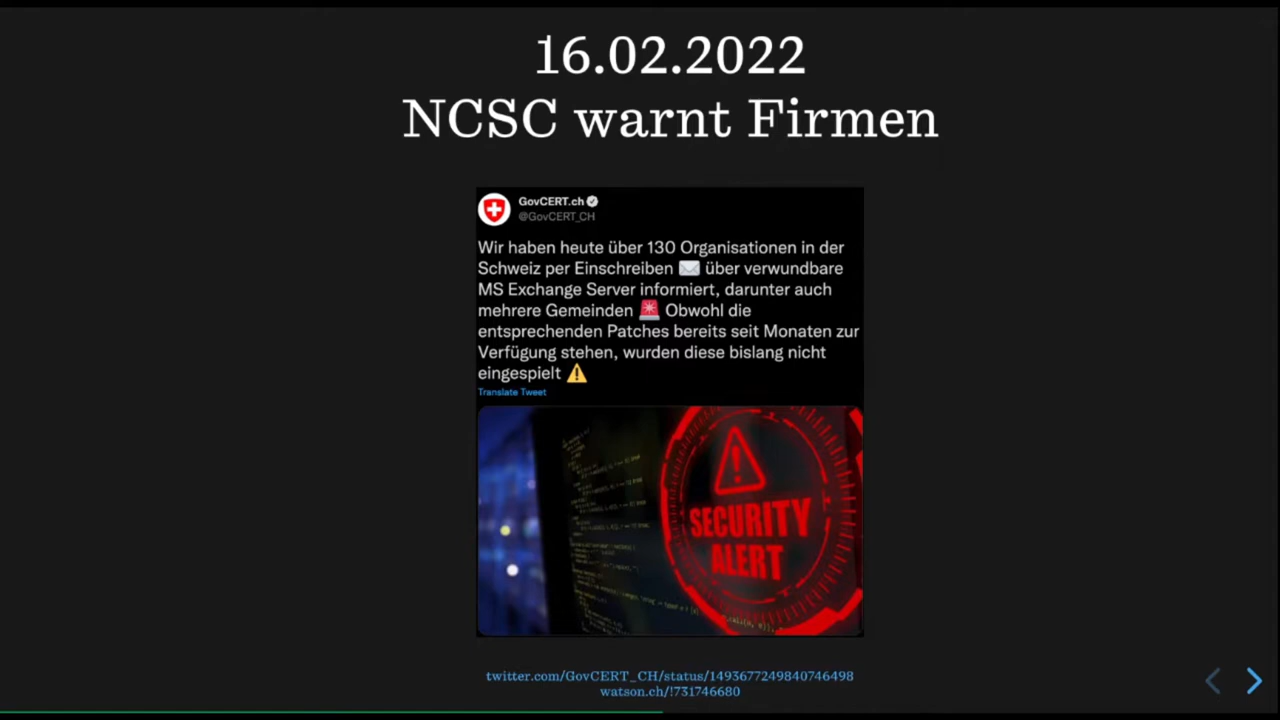 16.02.2022
NCSC warnt Firmen
GovCERT.ch
@GovCERT_CH
Wir haben heute über 130 Organisationen in der
Schweiz per Einschreiben ✉️ über verwundbare
MS Exchange Server informiert, darunter auch
mehrere Gemeinden 🚨 Obwohl die
entsprechenden Patches bereits seit Monaten zur
Verfügung stehen, wurden diese bislang nicht
eingespielt ⚠️
Translate Tweet
SECURITY
ALERT
twitter.com/GovCERT_CH/status/1493677249840746498
watson.ch/!731746680